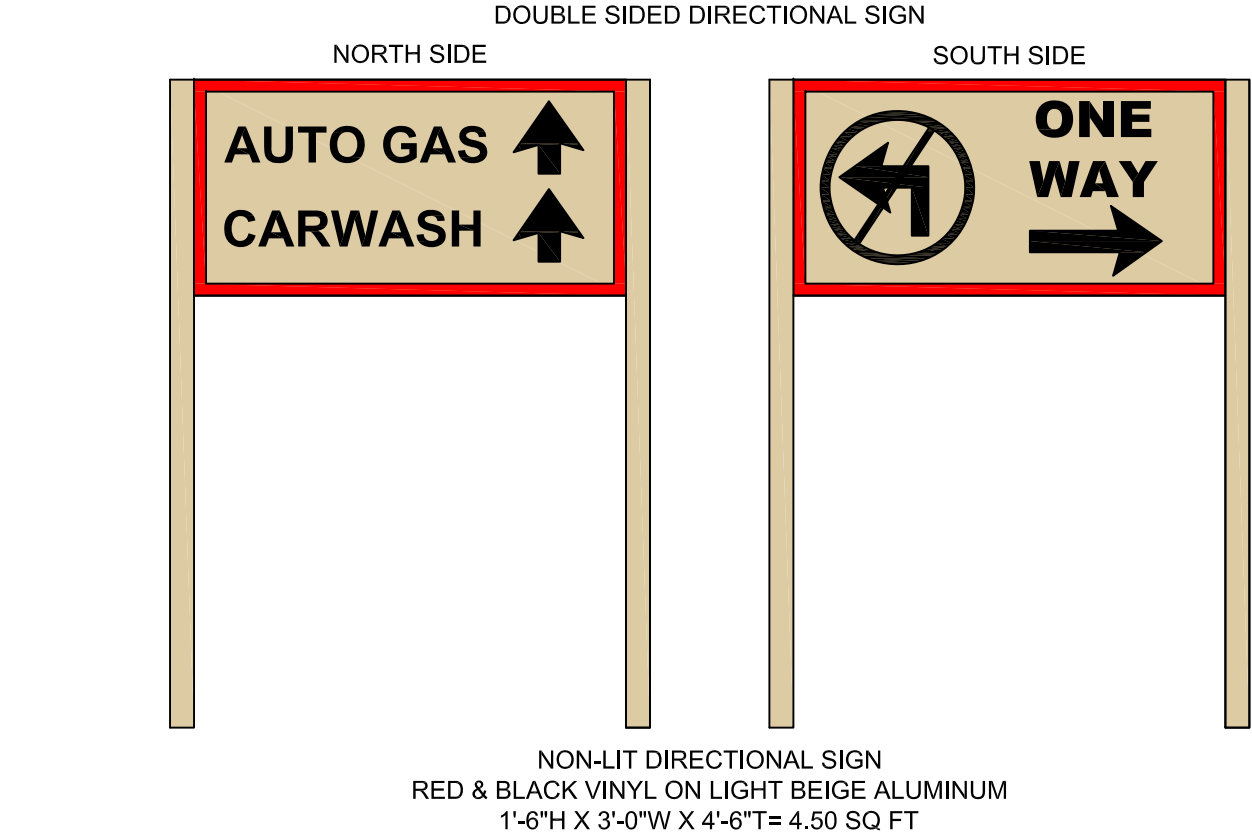 DOUBLE SIDED DIRECTIONAL SIGN
NORTH SIDE
AUTO GAS
CARWASH
SOUTH SIDE
ONE
WAY
NON-LIT DIRECTIONAL SIGN
RED & BLACK VINYL ON LIGHT BEIGE ALUMINUM
1'-6"H X 3'-0"W X 4'-6"T= 4.50 SQ FT